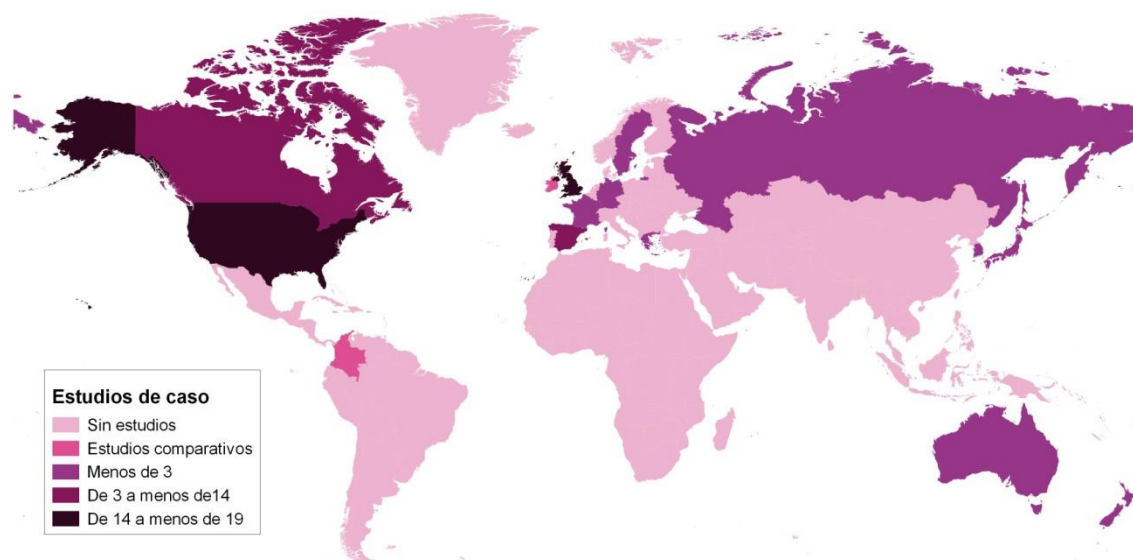 Estudios de caso
Sin estudios
Estudios comparativos
Menos de 3
De 3 a menos de14
De 14 a menos de 19